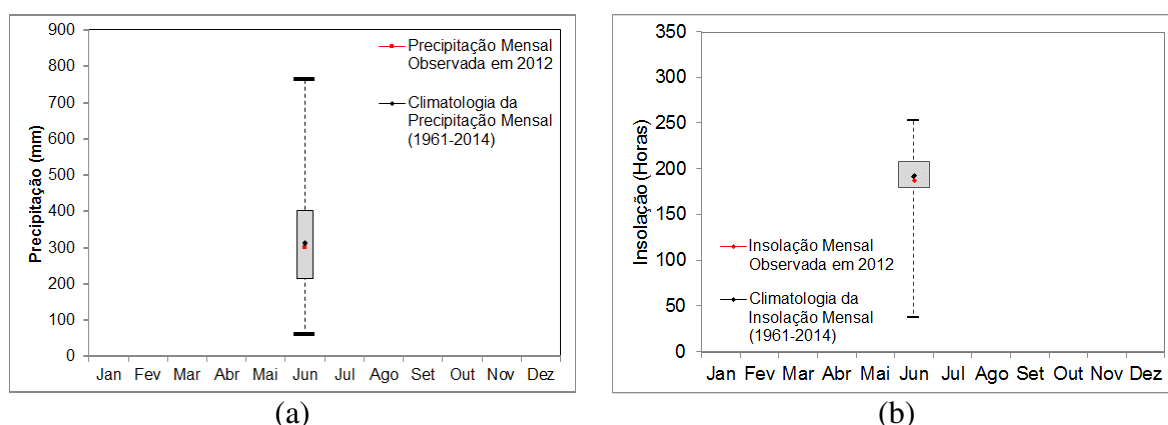 900
800
700
600
500
400
300
200
100
0
Precipitação (mm)
Precipitação Mensal
Observada em 2012
Climatologia da
Precipitação Mensal
(1961-2014)
Jan Fev Mar Abr Mai Jun Jul Ago Set Out Nov Dez
(a)
350
300
250
200
150
100
50
0
Insolação (Horas)
Insolação Mensal
Observada em 2012
Climatologia da
Insolação Mensal
(1961-2014)
Jan Fev Mar Abr Mai Jun Jul Ago Set Out Nov Dez
(b)